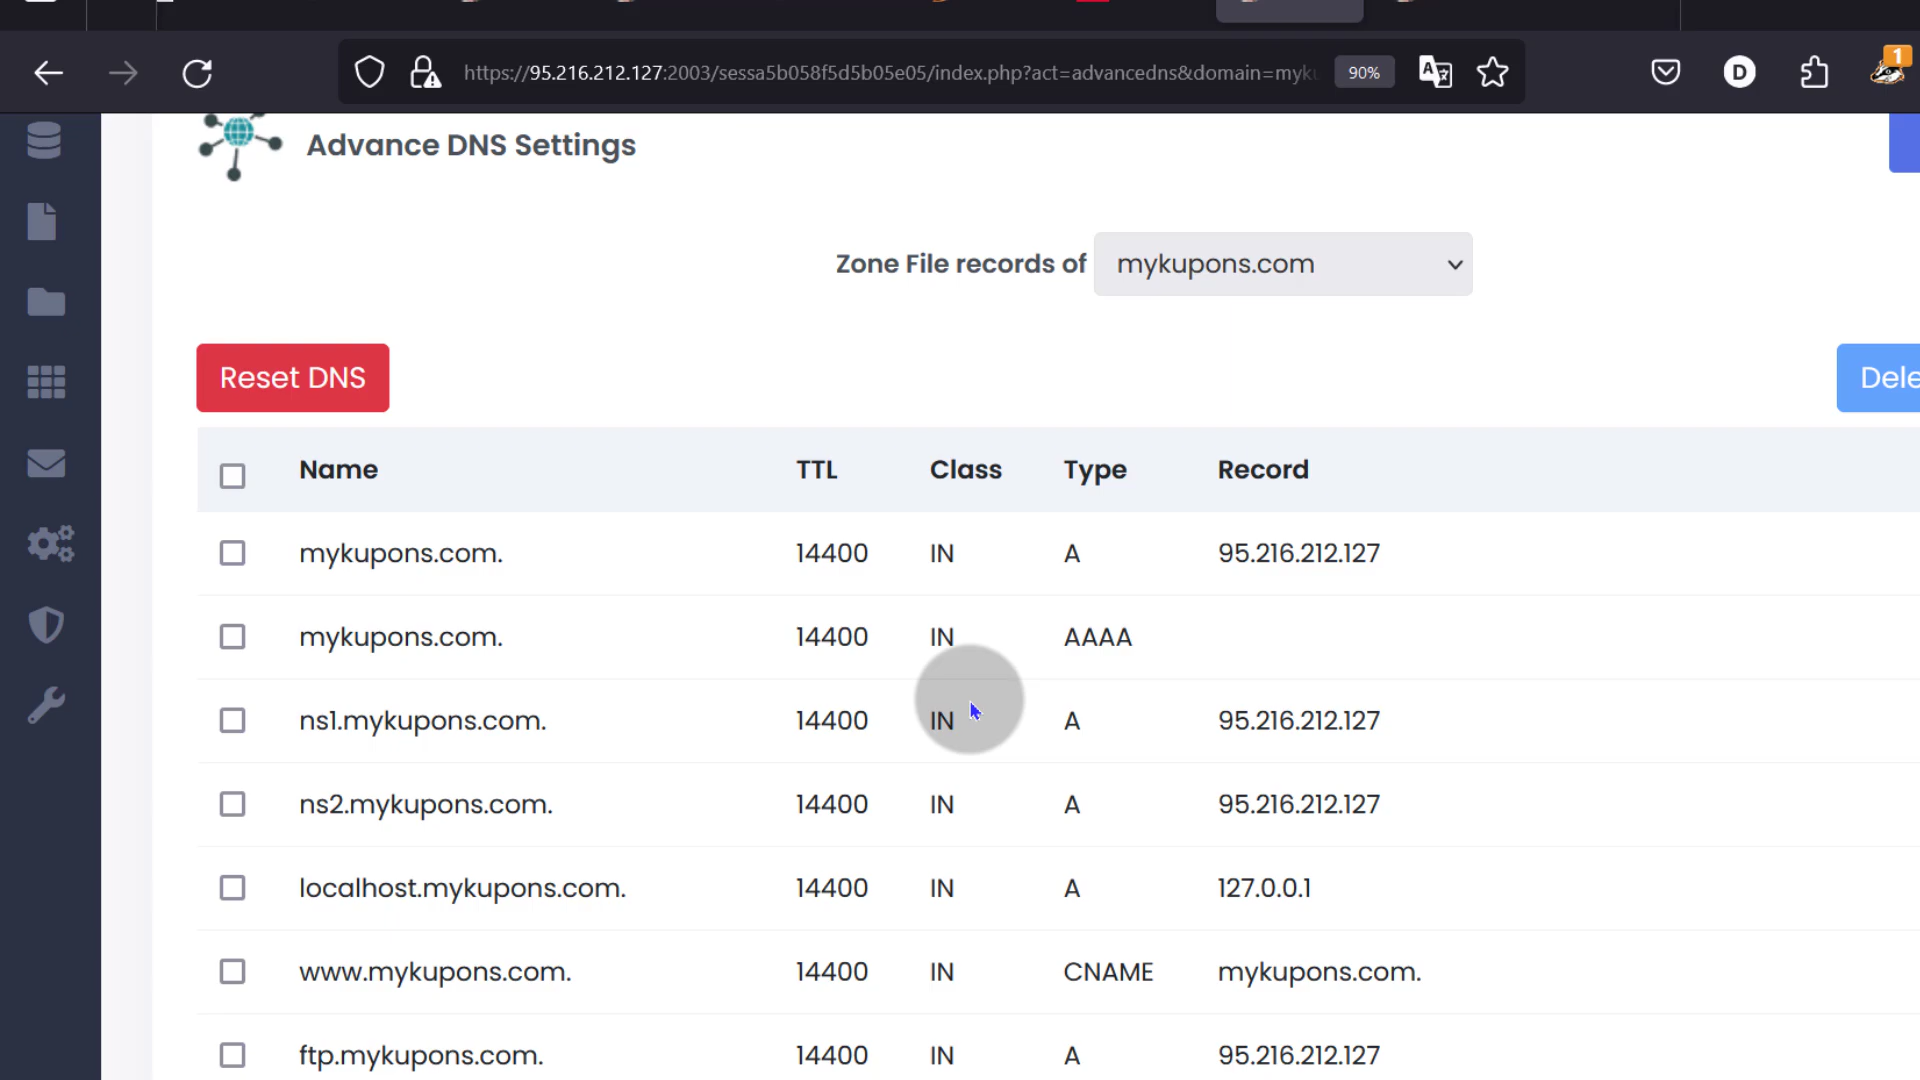 https://95.216.212.127:2003/sessa5b058f5d5b05e05/index.php?act=advancedns&domain=myku
90%
D
1
Advance DNS Settings
Zone File records of
mykupons.com
Reset DNS
Dele
Name TTL Class Type Record
mykupons.com. 14400 IN A 95.216.212.127
mykupons.com. 14400 IN AAAA
ns1.mykupons.com. 14400 IN A 95.216.212.127
ns2.mykupons.com. 14400 IN A 95.216.212.127
localhost.mykupons.com. 14400 IN A 127.0.0.1
www.mykupons.com. 14400 IN CNAME mykupons.com.
ftp.mykupons.com. 14400 IN A 95.216.212.127